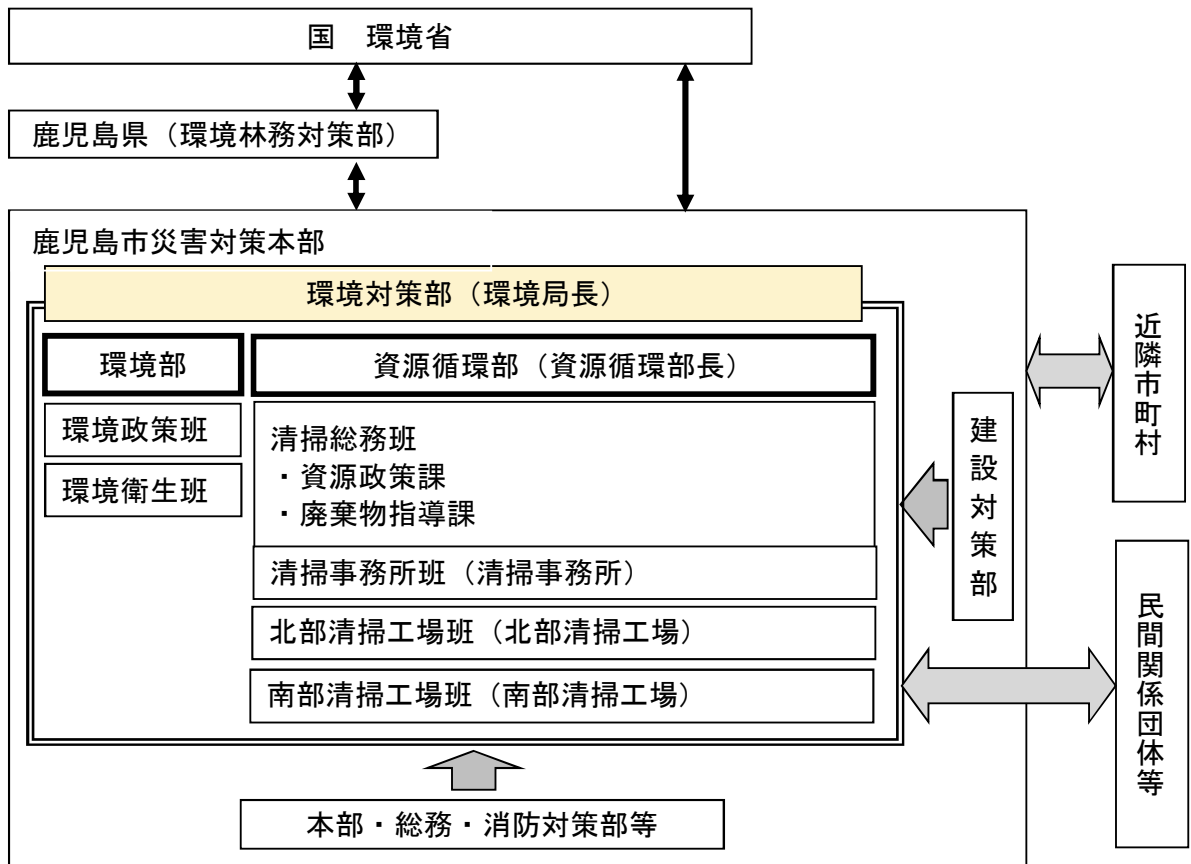 国　環境省
鹿児島県（環境林務対策部）
鹿児島市災害対策本部
環境対策部（環境局長）
環境部
資源循環部（資源循環部長）
環境政策班
環境衛生班
清掃総務班
・資源政策課
・廃棄物指導課
清掃事務所班（清掃事務所）
北部清掃工場班（北部清掃工場）
南部清掃工場班（南部清掃工場）
建設対策部
近隣市町村
民間関係団体等
本部・総務・消防対策部等